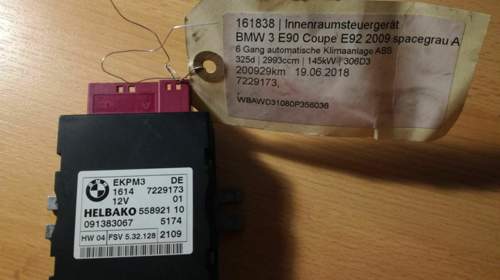 161838 | Innenraumsteuergerät
BMW 3 E90 Coupe E92 2009 spacegrau A
6 Gang automatische Klimaanlage ABS
325d | 2993ccm | 145kW | 306D3
200929km 19.06.2018
7229173,
WBAWD31080P356036
BMW
EKPM3 DE
1614 7229173
12V 01
HELBAKO 558921 10
091383067 5174
HW 04 PSV 5.32.128 2109